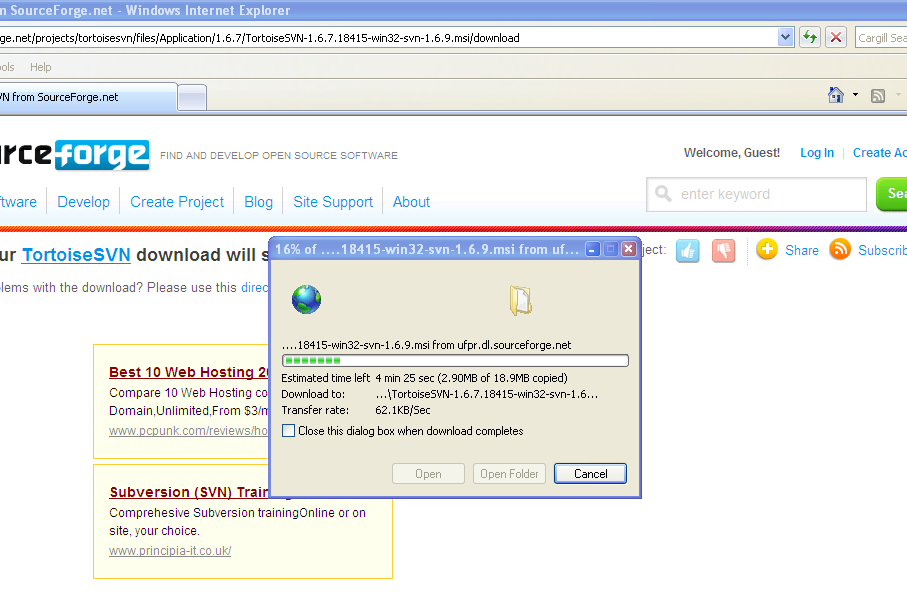 m SourceForge.net - Windows Internet Explorer
ge.net/projects/tortoisesvn/files/Application/1.6.7/TortoiseSVN-1.6.7.18415-win32-svn-1.6.9.msi/download
Cargill Sea
ols Help
VN from SourceForge.net
urceforge FIND AND DEVELOP OPEN SOURCE SOFTWARE
Welcome, Guest! Log In Create Ac
ftware Develop Create Project Blog Site Support About
enter keyword
Sea
ur TortoiseSVN download will s
ject: Share Subscrib
16% of ....18415-win32-svn-1.6.9.msi from uf...
lems with the download? Please use this direc
....18415-win32-svn-1.6.9.msi from ufpr.dl.sourceforge.net
Estimated time left 4 min 25 sec (2.90MB of 18.9MB copied)
Download to: ...\TortoiseSVN-1.6.7.18415-win32-svn-1.6...
Transfer rate: 62.1KB/Sec
Close this dialog box when download completes
Open Open Folder Cancel
Best 10 Web Hosting 20
Compare 10 Web Hosting co
Domain,Unlimited,From $3/m
www.pcpunk.com/reviews/ho
Subversion (SVN) Training
Comprehesive Subversion trainingOnline or on
site, your choice.
www.principia-it.co.uk/